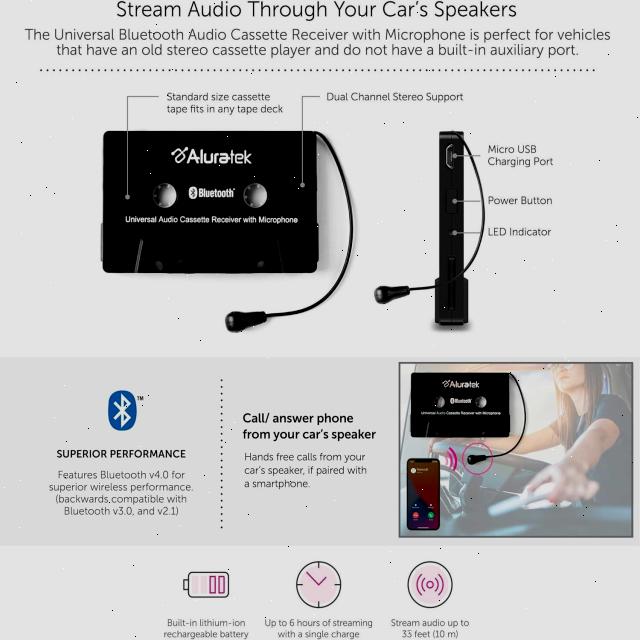 Stream Audio Through Your Car's Speakers
The Universal Bluetooth Audio Cassette Receiver with Microphone is perfect for vehicles
that have an old stereo cassette player and do not have a built-in auxiliary port.
Standard size cassette
tape fits in any tape deck
Dual Channel Stereo Support
Aluratek
Bluetooth
Universal Audio Cassette Receiver with Microphone
Micro USB
Charging Port
Power Button
LED Indicator
TM
SUPERIOR PERFORMANCE
Features Bluetooth v4.0 for
superior wireless performance.
(backwards compatible with
Bluetooth v3.0, and v2.1)
Call/ answer phone
from your car's speaker
Hands free calls from your
car's speaker, if paired with
a smartphone.
Aluratek
Bluetooth
Universal Audio Cassette Receiver with Microphone
Built-in lithium-ion
rechargeable battery
Up to 6 hours of streaming
with a single charge
Stream audio up to
33 feet (10 m)